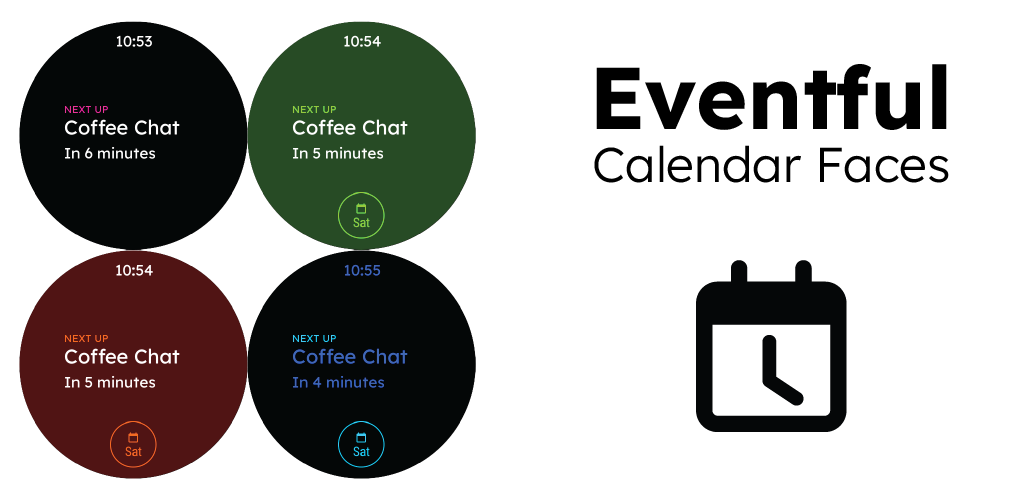 10:53
NEXT UP
Coffee Chat
In 6 minutes
10:54
NEXT UP
Coffee Chat
In 5 minutes
Sat
10:54
NEXT UP
Coffee Chat
In 5 minutes
Sat
10:55
NEXT UP
Coffee Chat
In 4 minutes
Sat
Eventful
Calendar Faces